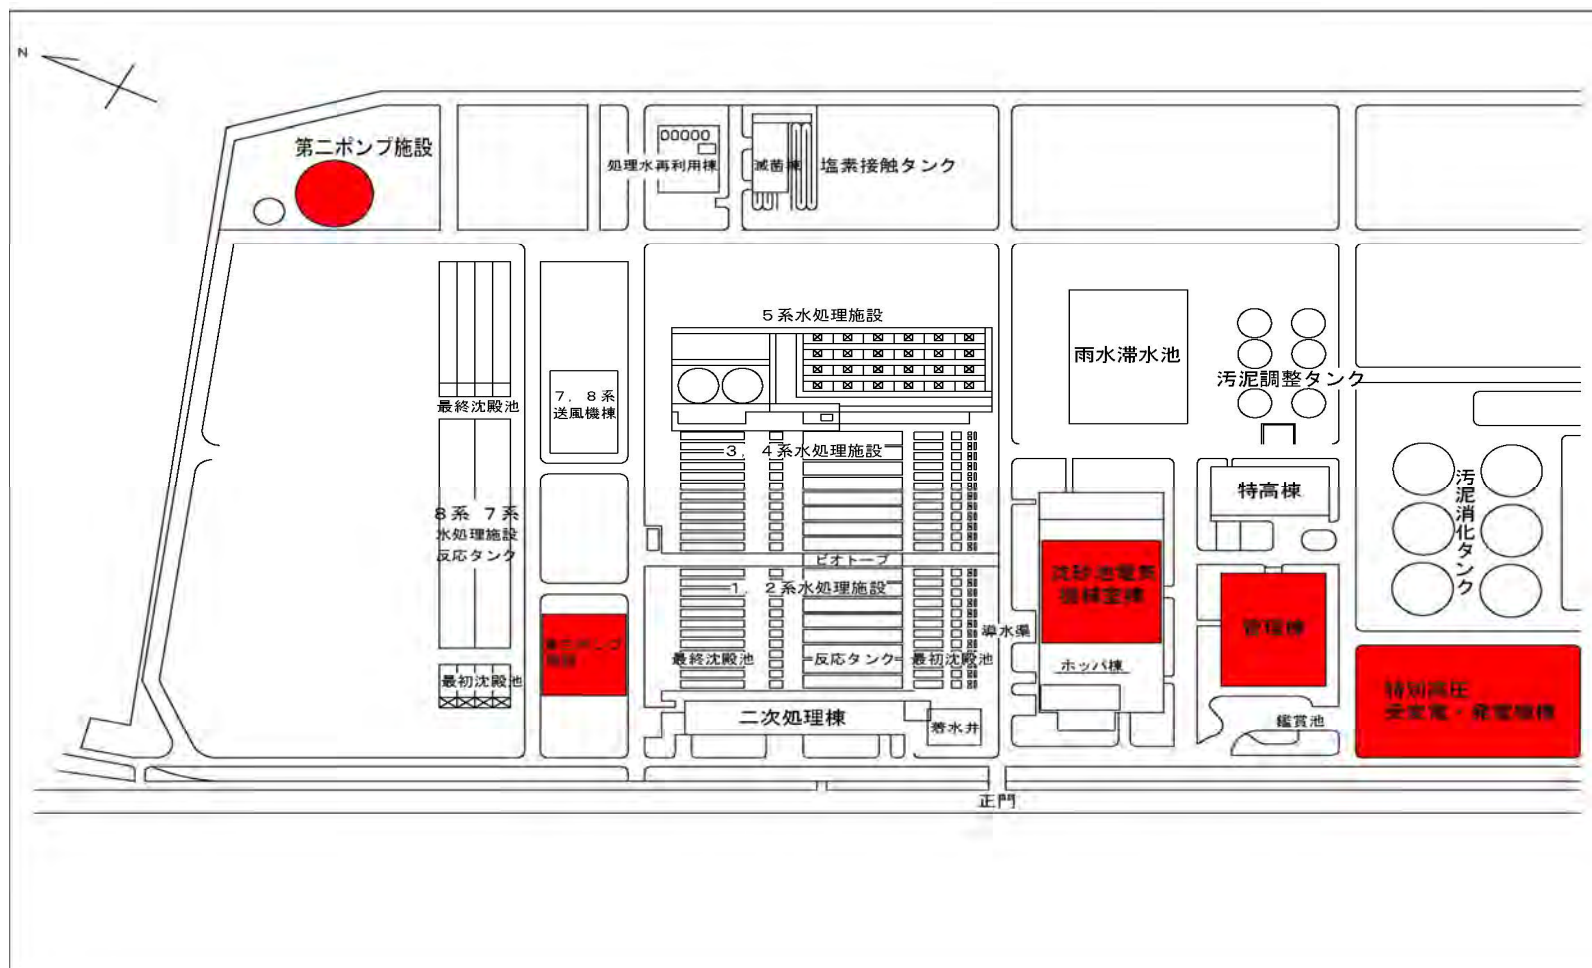 N
第二ポンプ施設
処理水再利用棟
滅菌棟
塩素接触タンク
5系水処理施設
雨水滞水池
汚泥調整タンク
7，8系
送風機棟
最終沈殿池
3，4系水処理施設
特高棟
汚泥消化タンク
8系 7系
水処理施設
反応タンク
ビオトープ
沈砂池電気
機械室棟
1，2系水処理施設
導水渠
管理棟
最終沈殿池
反応タンク
最初沈殿池
ホッパ棟
最初沈殿池
特別高圧
受変電・発電機棟
二次処理棟
着水井
鑑賞池
正門